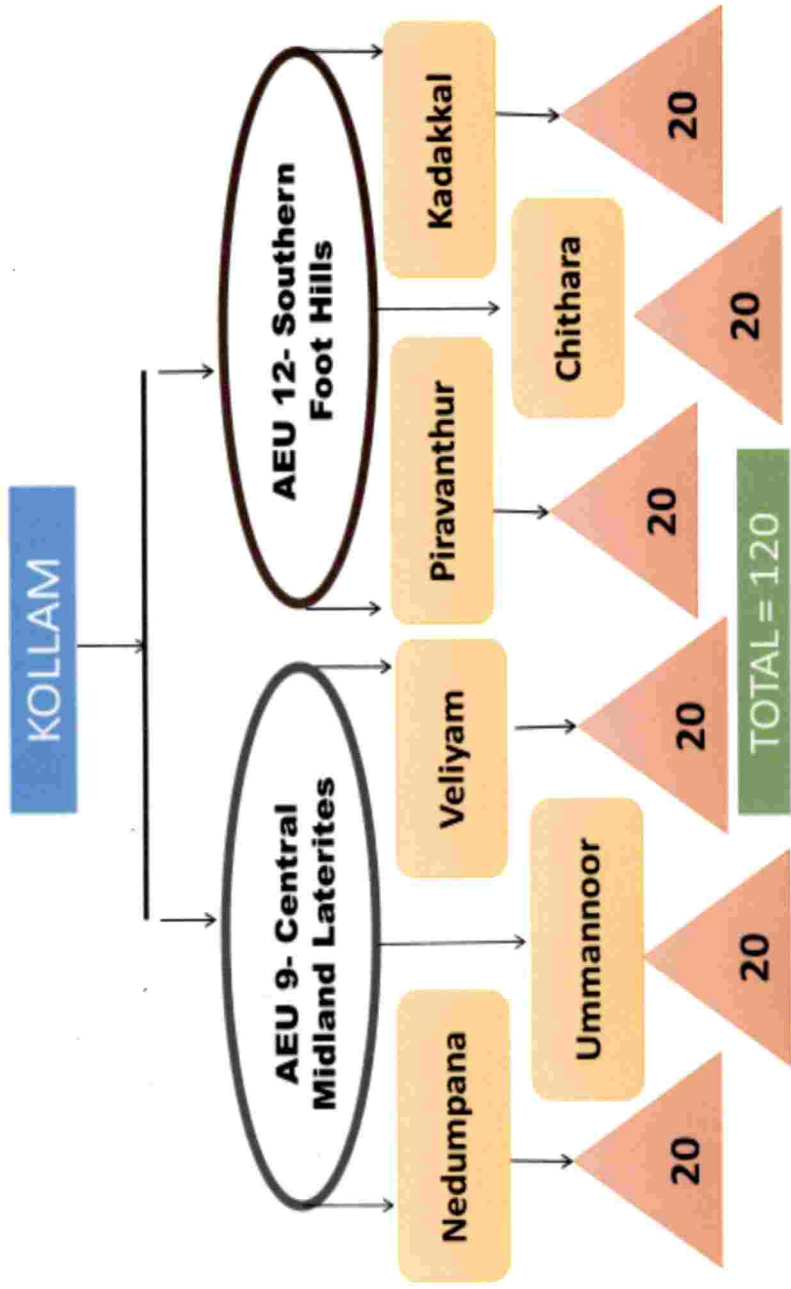 KOLLAM
AEU 9- Central
Midland Laterites
AEU 12- Southern
Foot Hills
Nedumpana
Ummannoor
Veliyam
Piravanthur
Chithara
Kadakkal
20
20
20
20
20
20
TOTAL = 120